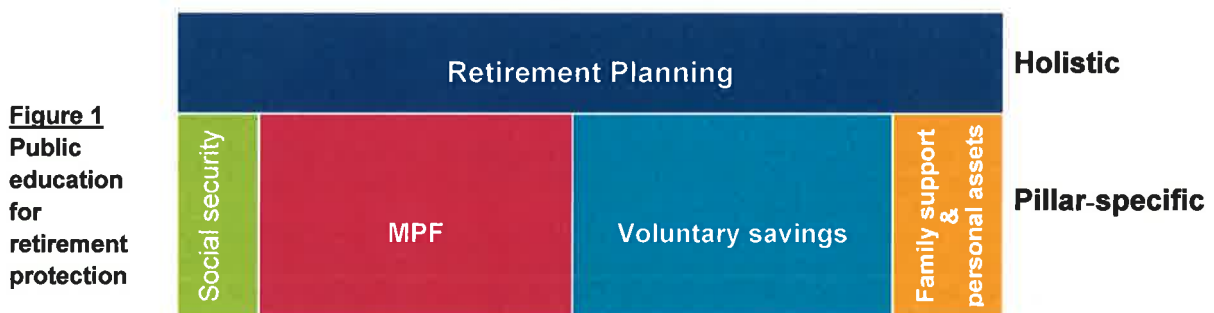 Figure 1
Public
education
for
retirement
protection
Retirement Planning
Holistic
Social security
MPF
Voluntary savings
Family support
&
personal assets
Pillar-specific